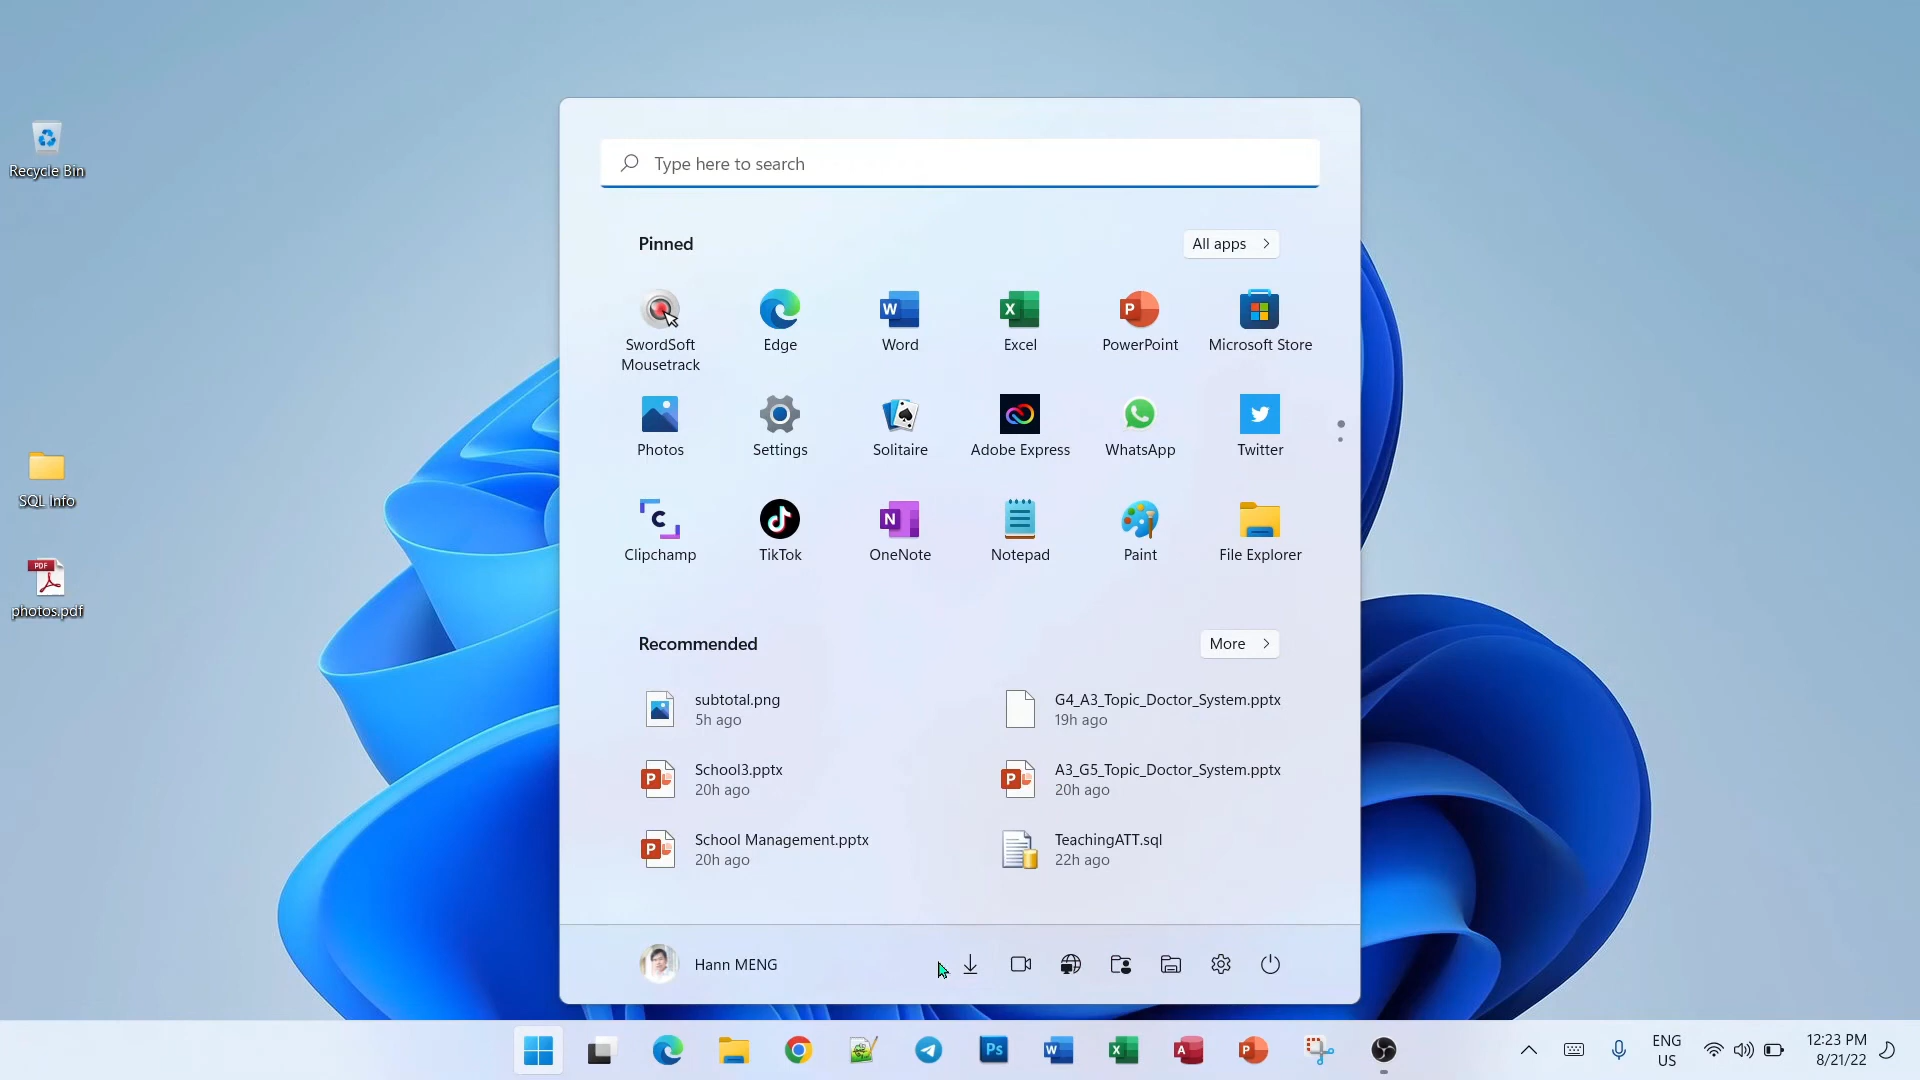 Recycle Bin
SQL Info
PDF
photos.pdf
Type here to search
Pinned
All apps
SwordSoft
Mousetrack
Edge
Word
Excel
PowerPoint
Microsoft Store
Photos
Settings
Solitaire
Adobe Express
WhatsApp
Twitter
Clipchamp
TikTok
OneNote
Notepad
Paint
File Explorer
Recommended
More
subtotal.png
5h ago
G4_A3_Topic_Doctor_System.pptx
19h ago
School3.pptx
20h ago
A3_G5_Topic_Doctor_System.pptx
20h ago
School Management.pptx
20h ago
TeachingATT.sql
22h ago
Hann MENG
ENG
US
12:23 PM
8/21/22